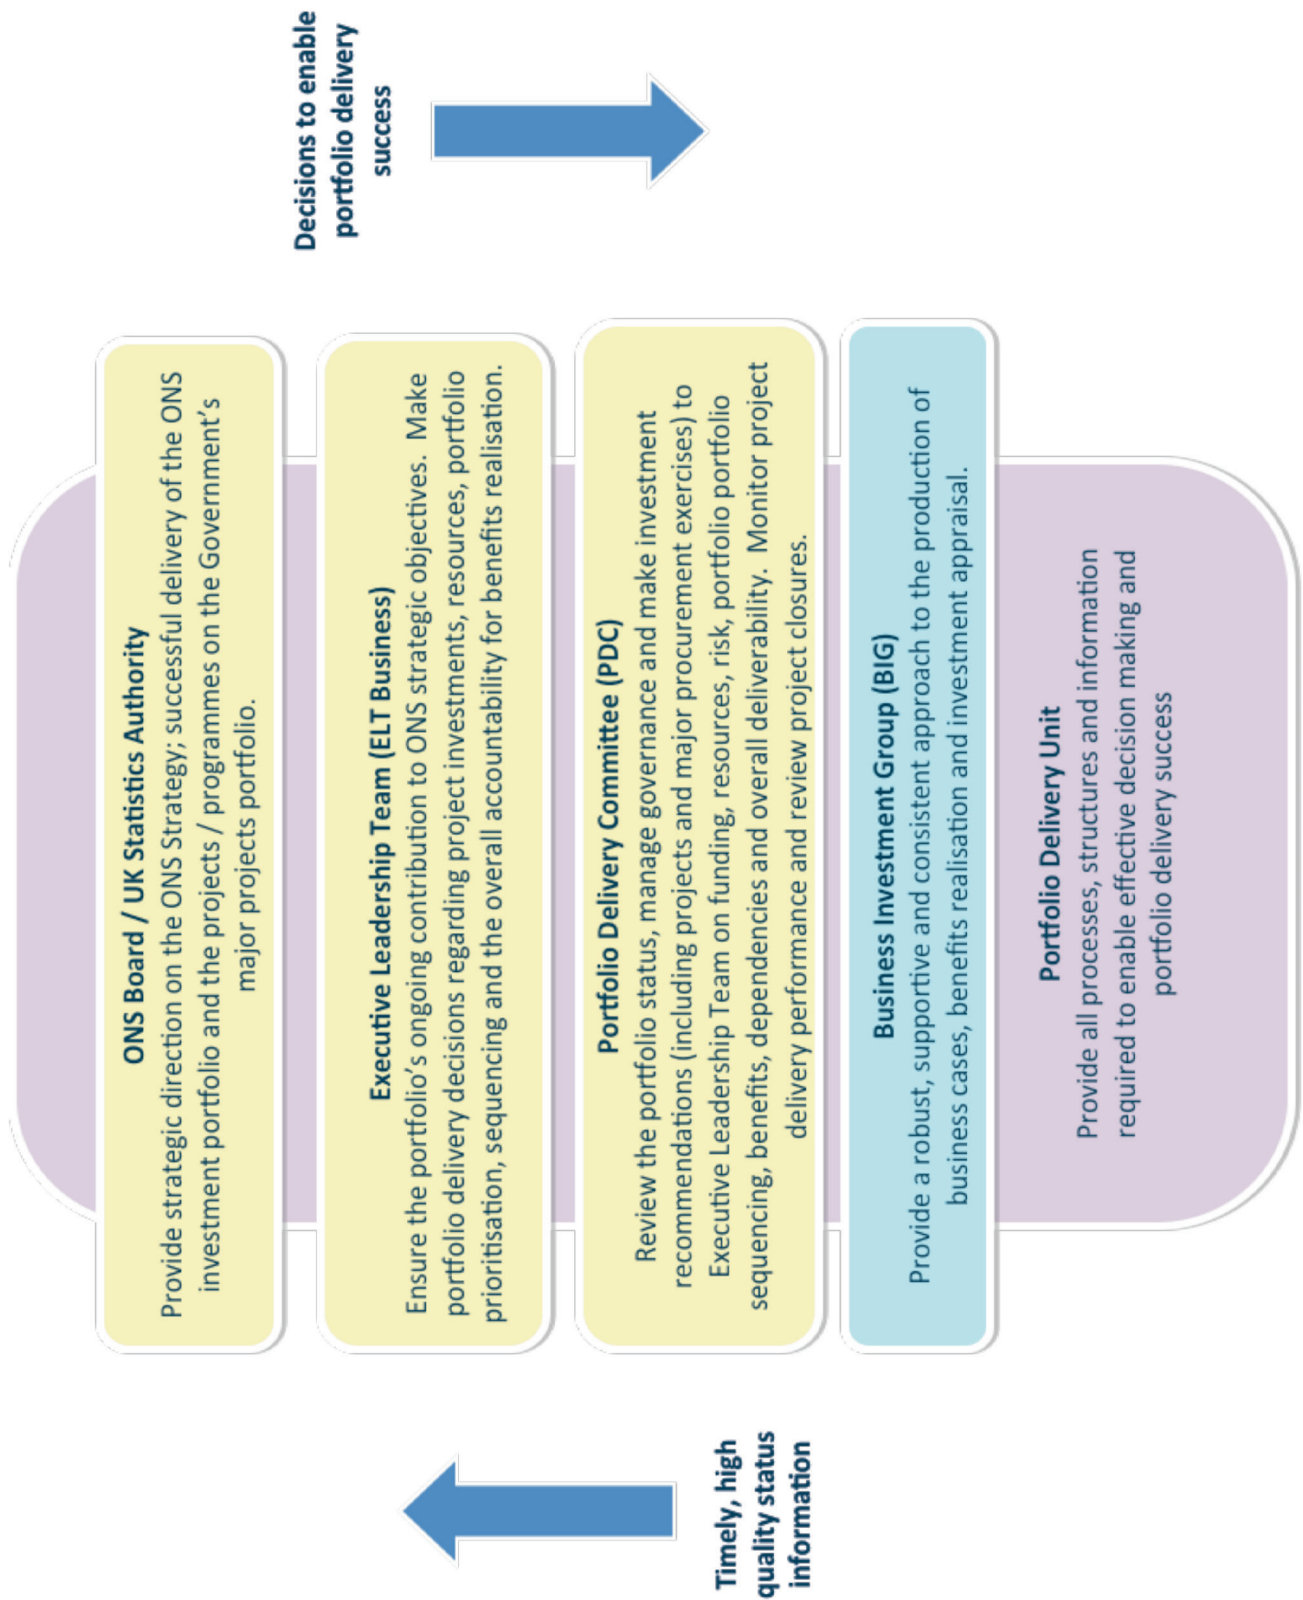 Decisions to enable
portfolio delivery
success
ONS Board / UK Statistics Authority
Provide strategic direction on the ONS Strategy; successful delivery of the ONS
investment portfolio and the projects / programmes on the Government's
major projects portfolio.
Executive Leadership Team (ELT Business)
Ensure the portfolio's ongoing contribution to ONS strategic objectives. Make
portfolio delivery decisions regarding project investments, resources, portfolio
prioritisation, sequencing and the overall accountability for benefits realisation.
Portfolio Delivery Committee (PDC)
Review the portfolio status, manage governance and make investment
recommendations (including projects and major procurement exercises) to
Executive Leadership Team on funding, resources, risk, portfolio portfolio
sequencing, benefits, dependencies and overall deliverability. Monitor project
delivery performance and review project closures.
Business Investment Group (BIG)
Provide a robust, supportive and consistent approach to the production of
business cases, benefits realisation and investment appraisal.
Portfolio Delivery Unit
Provide all processes, structures and information
required to enable effective decision making and
portfolio delivery success
Timely, high
quality status
information